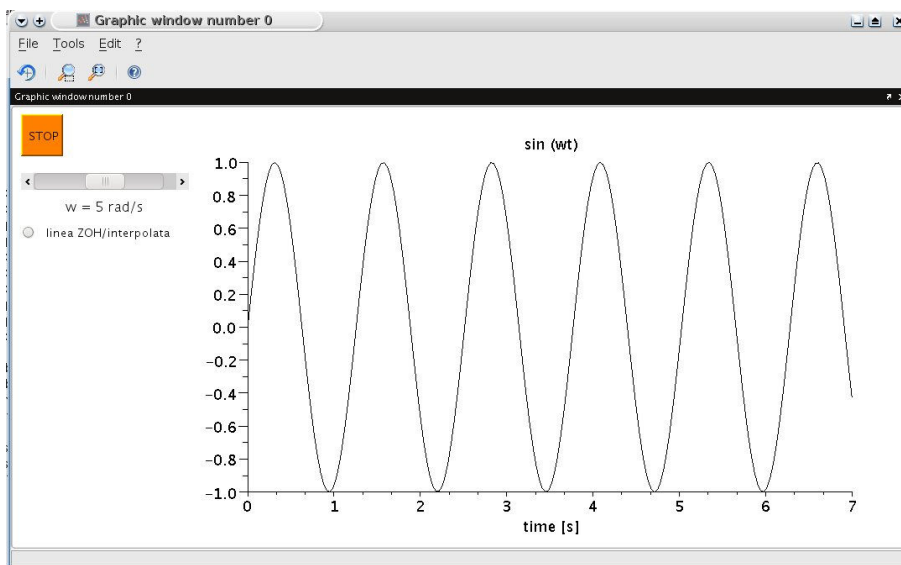 Graphic window number 0
File Tools Edit ?
Graphic window number 0
STOP
w = 5 rad/s
linea ZOH/interpolata
sin (wt)
1.0
0.8
0.6
0.4
0.2
0.0
−0.2
−0.4
−0.6
−0.8
−1.0
0 1 2 3 4 5 6 7
time [s]